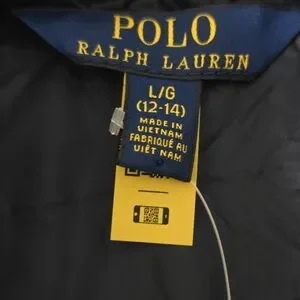 POLO
RALPH LAUREN
L/G
(12-14)
MADE IN
VIETNAM
FABRIQUÉ AU
VIÊT NAM